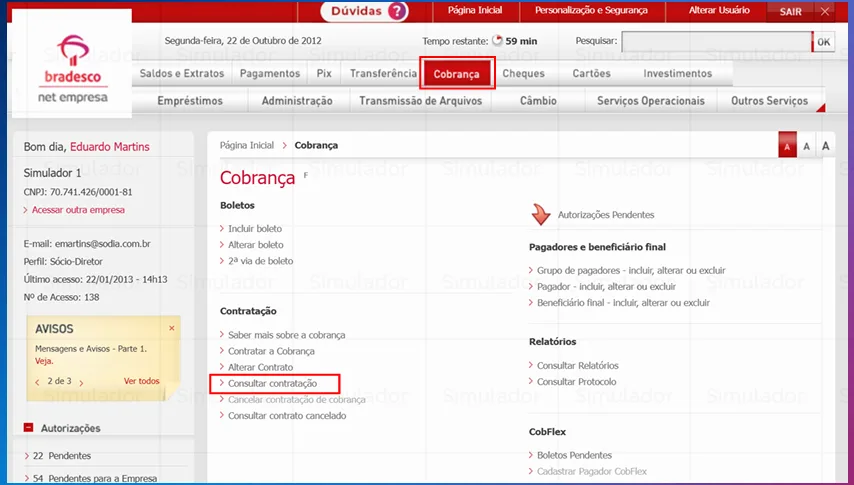 Dúvidas ?
Página Inicial
Personalização e Segurança
Alterar Usuário
SAIR
Segunda-feira, 22 de Outubro de 2012
Tempo restante: 59 min
Pesquisar:
OK
bradesco
net empresa
Saldos e Extratos
Pagamentos
Pix
Transferência
Cobrança
Cheques
Cartões
Investimentos
Empréstimos
Administração
Transmissão de Arquivos
Câmbio
Serviços Operacionais
Outros Serviços
Bom dia, Eduardo Martins
Simulador 1
CNPJ: 70.741.426/0001-81
Acessar outra empresa
E-mail: emartins@sodia.com.br
Perfil: Sócio-Diretor
Último acesso: 22/01/2013 - 14h13
Nº de Acesso: 138
AVISOS
Mensagens e Avisos - Parte 1.
Veja.
2 de 3
Ver todos
Autorizações
22 Pendentes
54 Pendentes para a Empresa
Página Inicial > Cobrança
A A A
Cobrança F
Boletos
Incluir boleto
Alterar boleto
2ª via de boleto
Contratação
Saber mais sobre a cobrança
Contratar a Cobrança
Alterar Contrato
Consultar contratação
Cancelar contratação de cobrança
Consultar contrato cancelado
Autorizações Pendentes
Pagadores e beneficiário final
Grupo de pagadores - incluir, alterar ou excluir
Pagador - incluir, alterar ou excluir
Beneficiário final - incluir, alterar ou excluir
Relatórios
Consultar Relatórios
Consultar Protocolo
CobFlex
Boletos Pendentes
Cadastrar Pagador CobFlex
Simulador